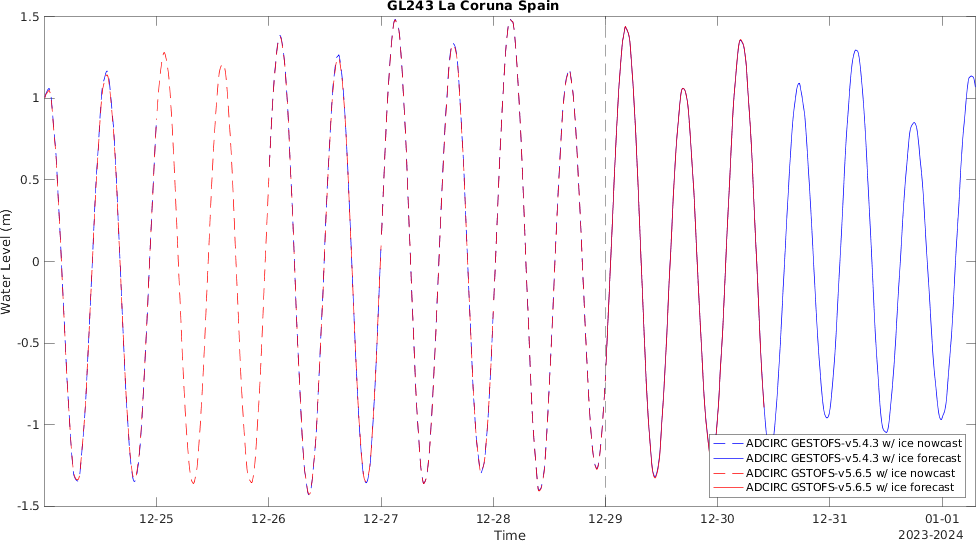 GL243 La Coruna Spain
1.5
1
0.5
0
-0.5
-1
-1.5
Water Level (m)
ADCIRC GESTOFS-v5.4.3 w/ ice nowcast
ADCIRC GESTOFS-v5.4.3 w/ ice forecast
ADCIRC GSTOFS-v5.6.5 w/ ice nowcast
ADCIRC GSTOFS-v5.6.5 w/ ice forecast
12-25 12-26 12-27 12-28 12-29 12-30 12-31 01-01
Time
2023-2024